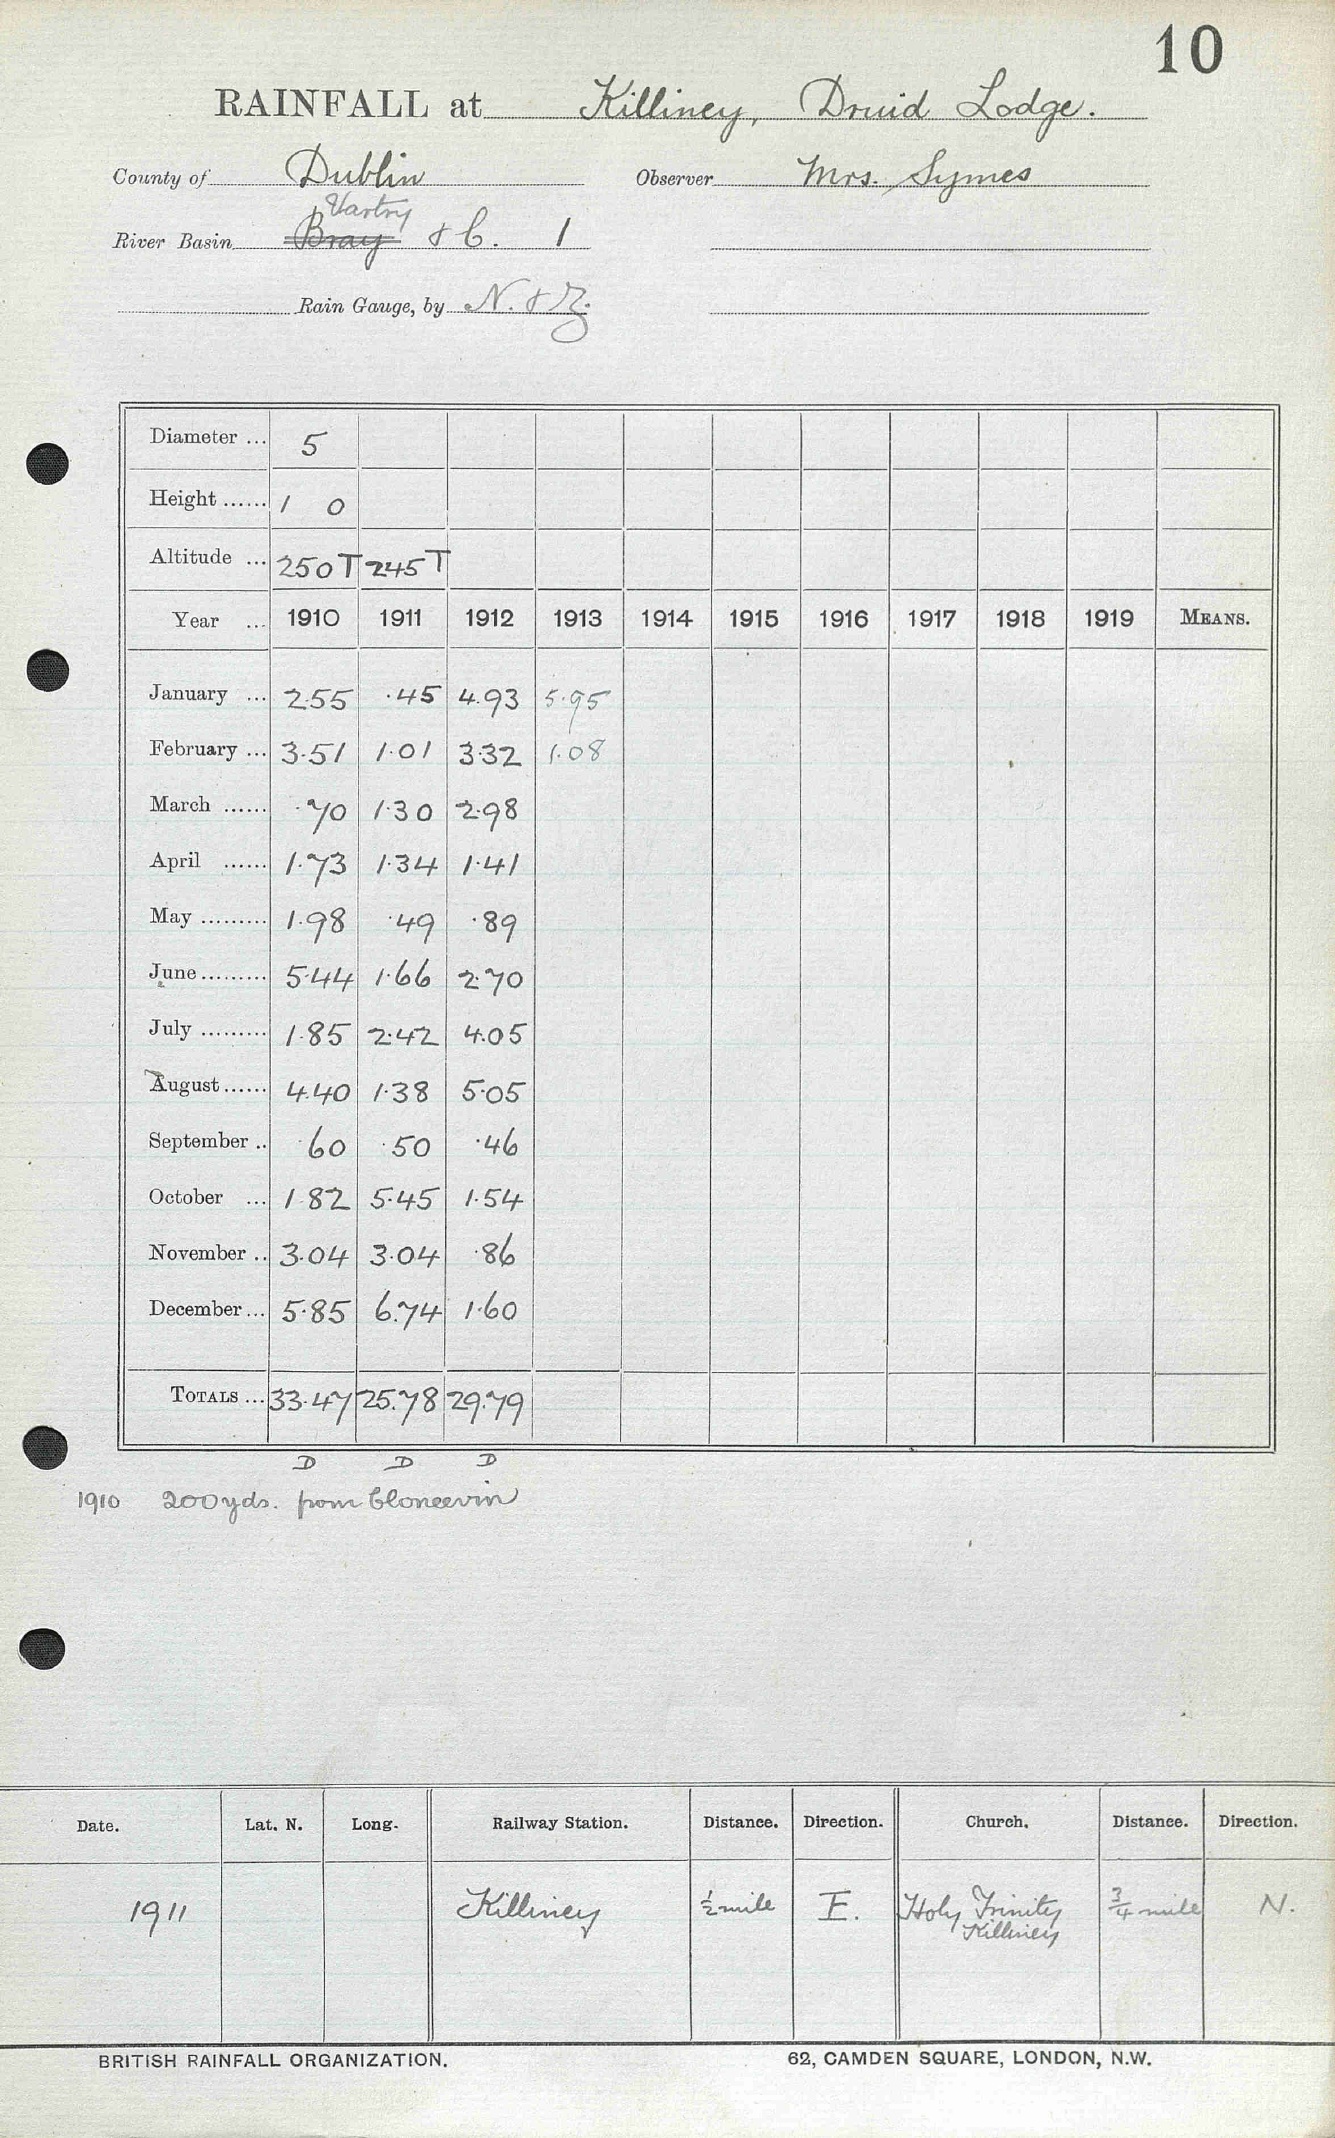 10
RAINFALL at Killiney, Druid Lodge.
County of Dublin Observer Mrs. Symes
Vartry
River Basin Bray & C. 1
Rain Gauge, by N. & Z.
Diameter ... 5
Height ...... 1 0
Altitude ... 250 T 245 T
Year ... 1910 1911 1912 1913 1914 1915 1916 1917 1918 1919 MEANS.
January ... 2.55 .45 4.93 5.95
February ... 3.51 1.01 3.32 1.08
March ...... .70 1.30 2.98
April ...... 1.73 1.34 1.41
May ......... 1.98 .49 .89
June ......... 5.44 1.66 2.70
July ......... 1.85 2.42 4.05
August ...... 4.40 1.38 5.05
September .. .60 .50 .46
October ... 1.82 5.45 1.54
November .. 3.04 3.04 .86
December ... 5.85 6.74 1.60
TOTALS ... 33.47 25.78 29.79
D D D
1910 200 yds. from Cloneevin
Date. Lat. N. Long. Railway Station. Distance. Direction. Church. Distance. Direction.
1911 Killiney ½ mile E. Holy Trinity ¾ mile N.
Killiney
BRITISH RAINFALL ORGANIZATION. 62, CAMDEN SQUARE, LONDON, N.W.